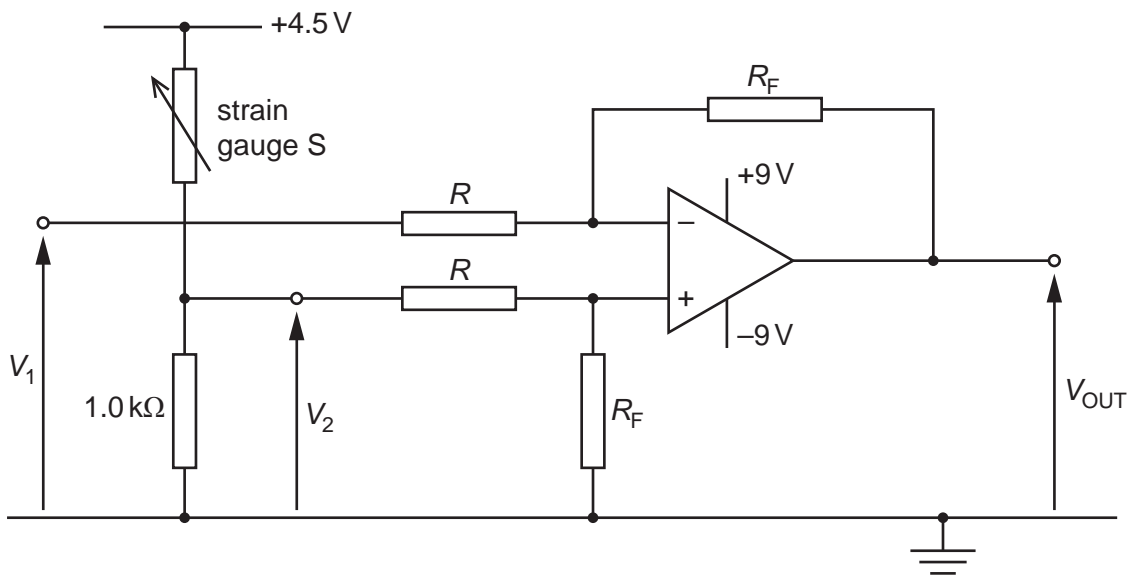 +4.5 V
strain
gauge S
R_F
+9 V
R
–
R
+
–9 V
V_1
1.0 kΩ
V_2
R_F
V_OUT